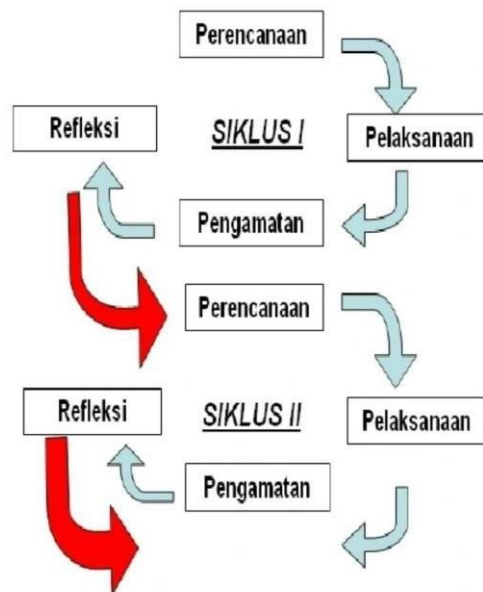 Perencanaan
Refleksi
SIKLUS I
Pelaksanaan
Pengamatan
Perencanaan
Refleksi
SIKLUS II
Pelaksanaan
Pengamatan